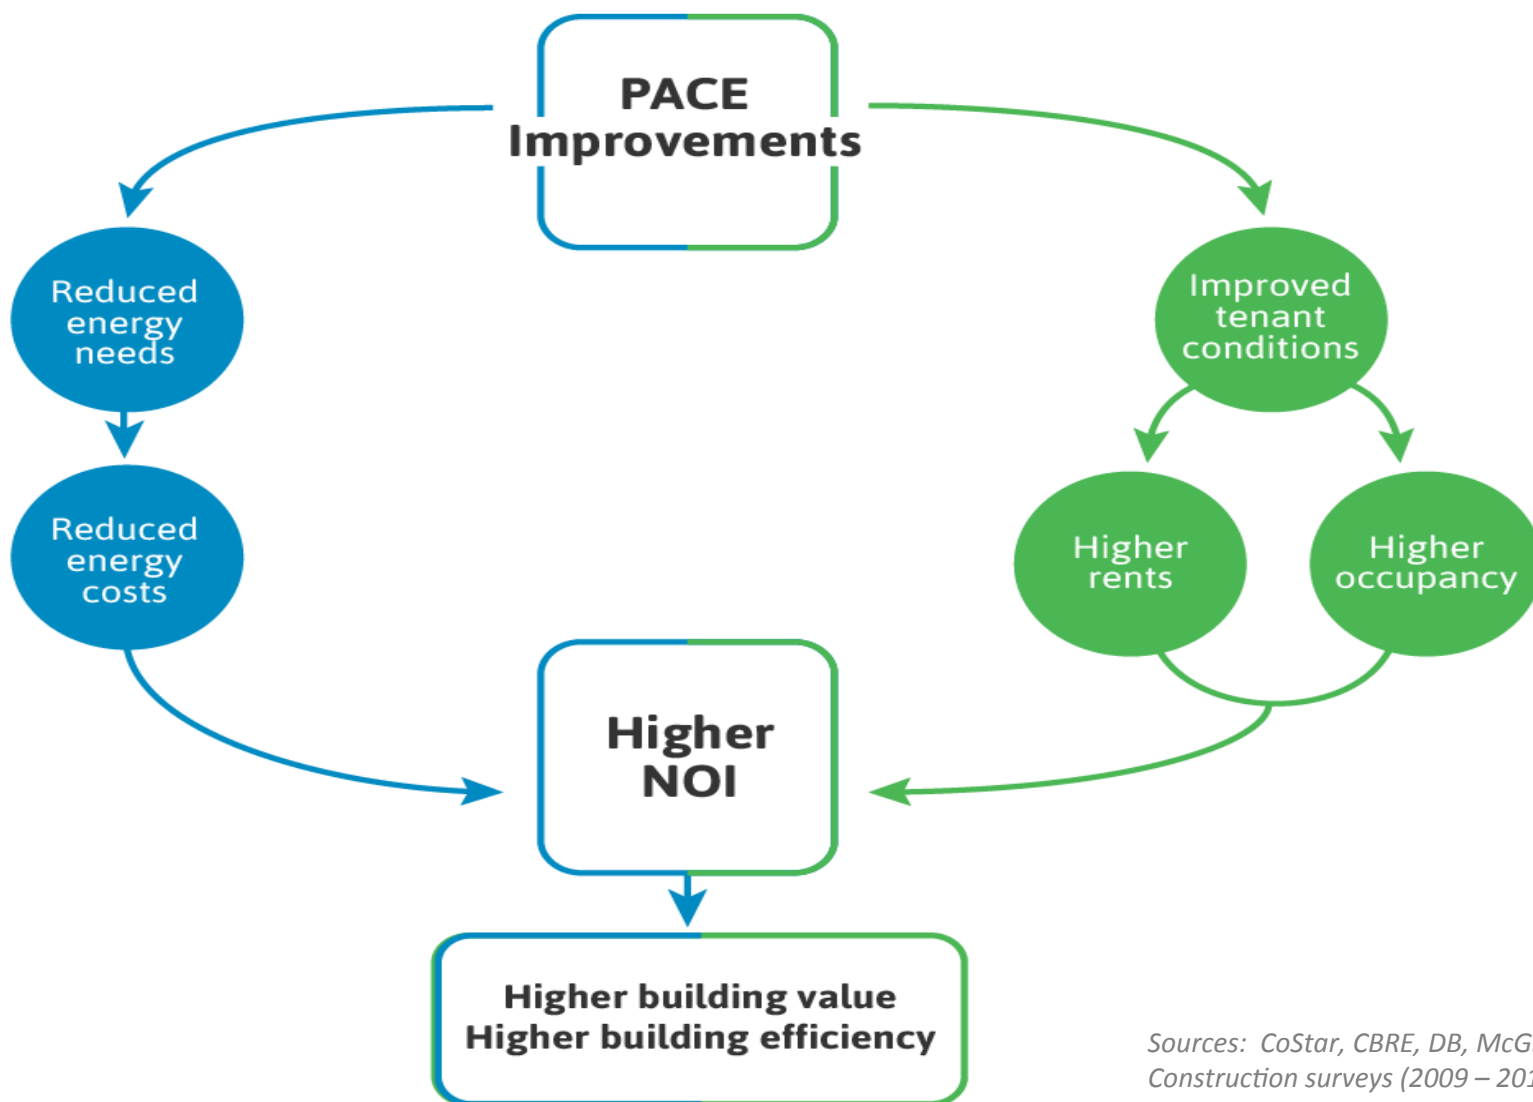 PACE
Improvements
Reduced
energy
needs
Improved
tenant
conditions
Reduced
energy
costs
Higher
rents
Higher
occupancy
Higher
NOI
Higher building value
Higher building efficiency
Sources: CoStar, CBRE, DB,
Construction surveys (2009 –